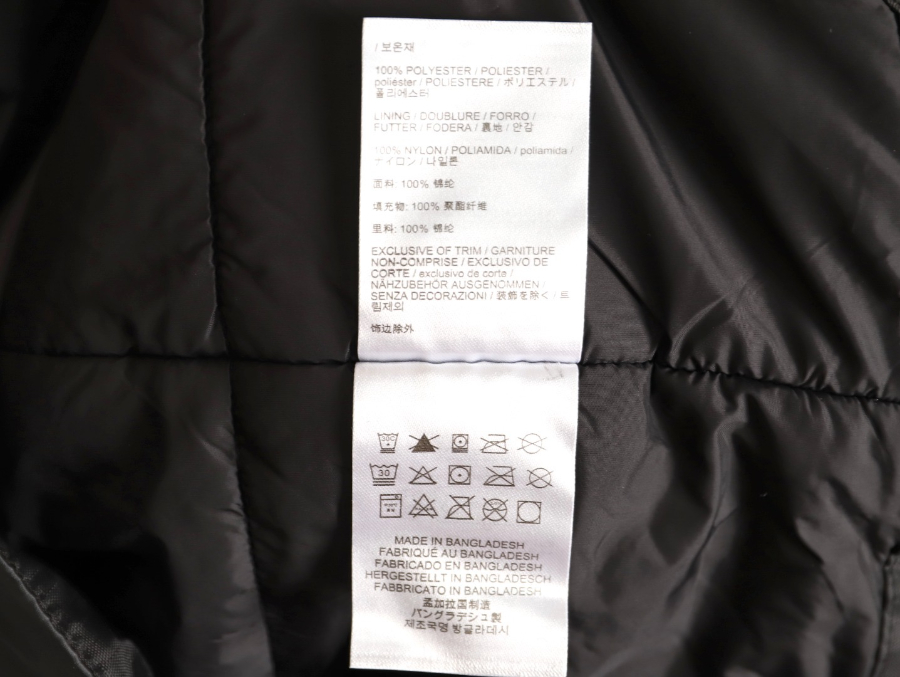 / 보온재
100% POLYESTER / POLIESTER /
poliéster / POLIESTERE / ポリエステル /
폴리에스터
LINING / DOUBLURE / FORRO /
FUTTER / FODERA / 裏地 / 안감
100% NYLON / POLIAMIDA / poliamida /
ナイロン / 나일론
面料: 100% 锦纶
填充物: 100% 聚酯纤维
里料: 100% 锦纶
EXCLUSIVE OF TRIM / GARNITURE
NON-COMPRISE / EXCLUSIVO DE
CORTE / exclusivo de corte /
NÄHZUBEHÖR AUSGENOMMEN /
SENZA DECORAZIONI / 装飾を除く / 트
림제외
饰边除外
30C
30
MADE IN BANGLADESH
FABRIQUÉ AU BANGLADESH
FABRICADO EN BANGLADESH
HERGESTELLT IN BANGLADESCH
FABBRICATO IN BANGLADESH
孟加拉国制造
バングラデシュ製
제조국명 방글라데시